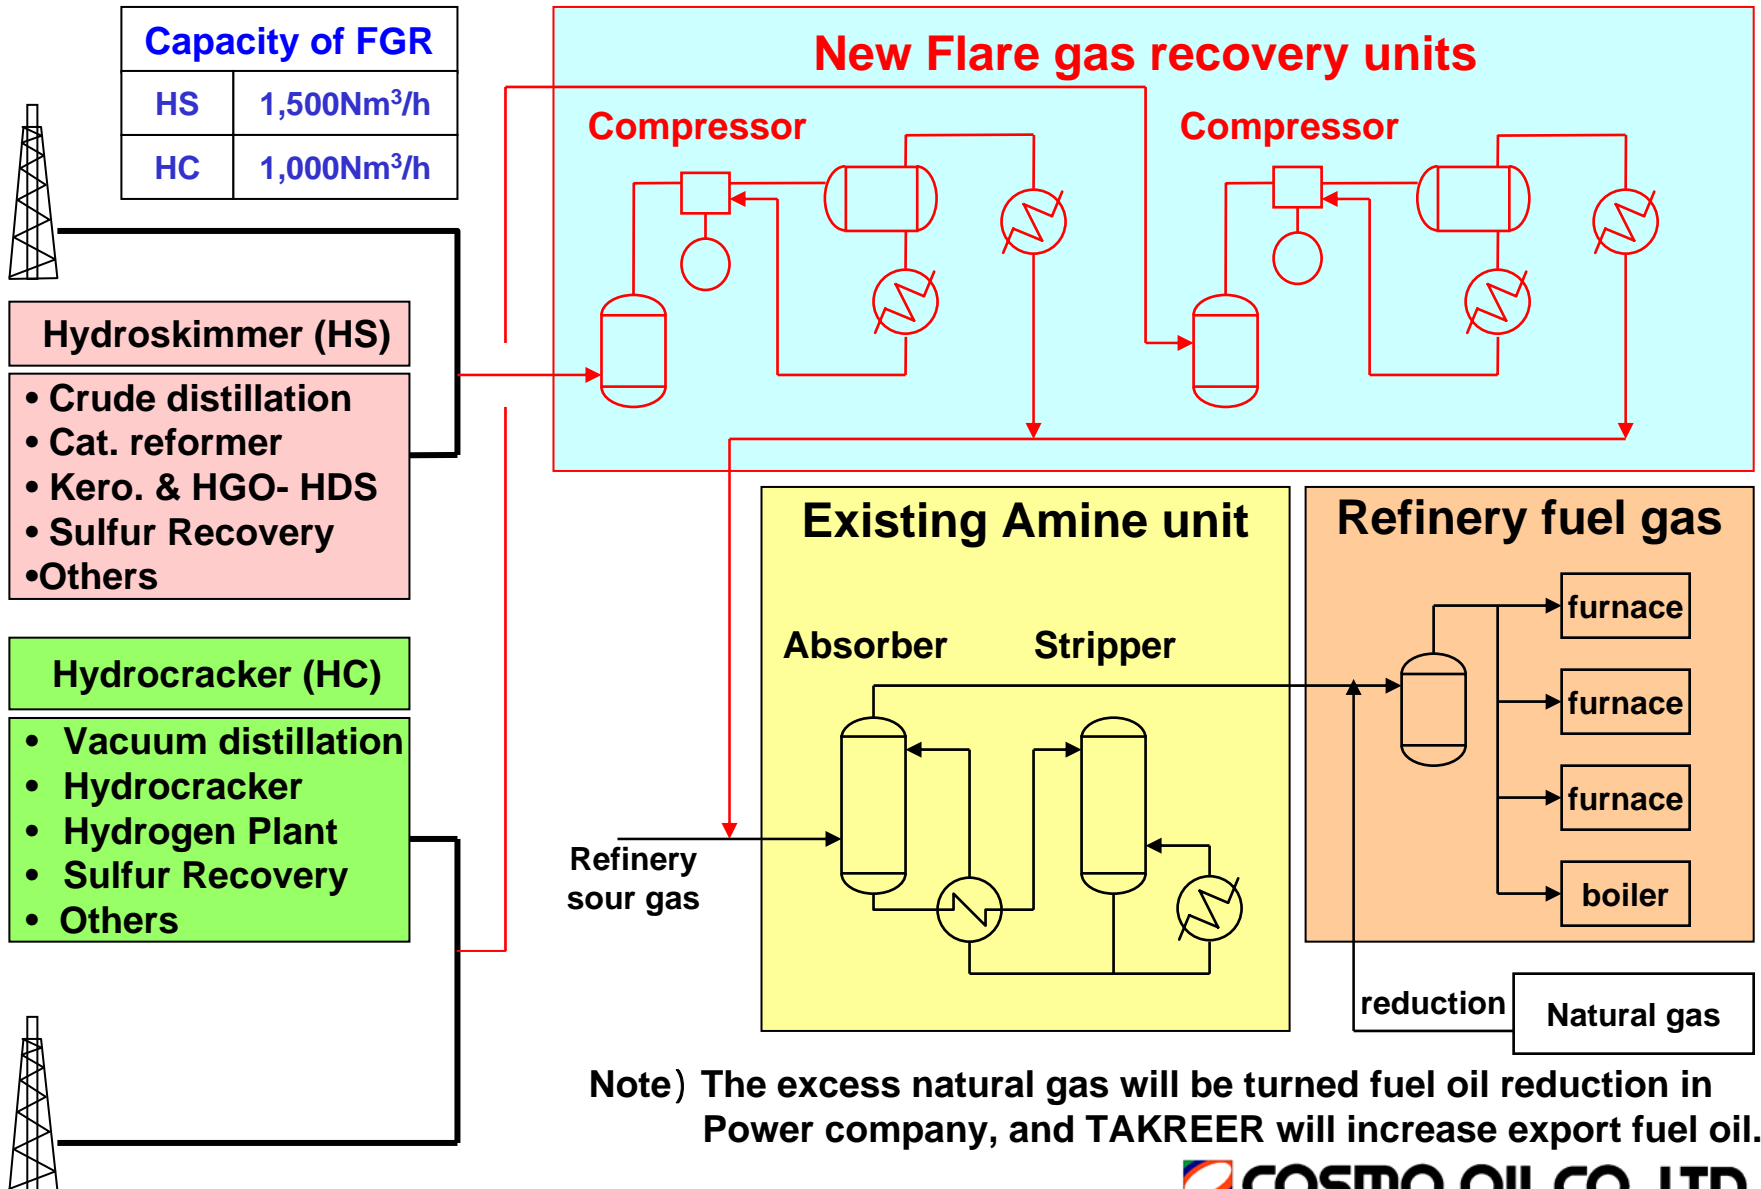 Capacity of FGR
HS 1,500Nm³/h
HC 1,000Nm³/h
New Flare gas recovery units
Compressor
Compressor
Hydroskimmer (HS)
• Crude distillation
• Cat. reformer
• Kero. & HGO- HDS
• Sulfur Recovery
•Others
Hydrocracker (HC)
• Vacuum distillation
• Hydrocracker
• Hydrogen Plant
• Sulfur Recovery
• Others
Existing Amine unit
Absorber
Stripper
Refinery
sour gas
Refinery fuel gas
furnace
furnace
furnace
boiler
reduction
Natural gas
Note) The excess natural gas will be turned fuel oil reduction in
Power company, and TAKREER will increase export fuel oil.
COSMO OIL CO. LTD